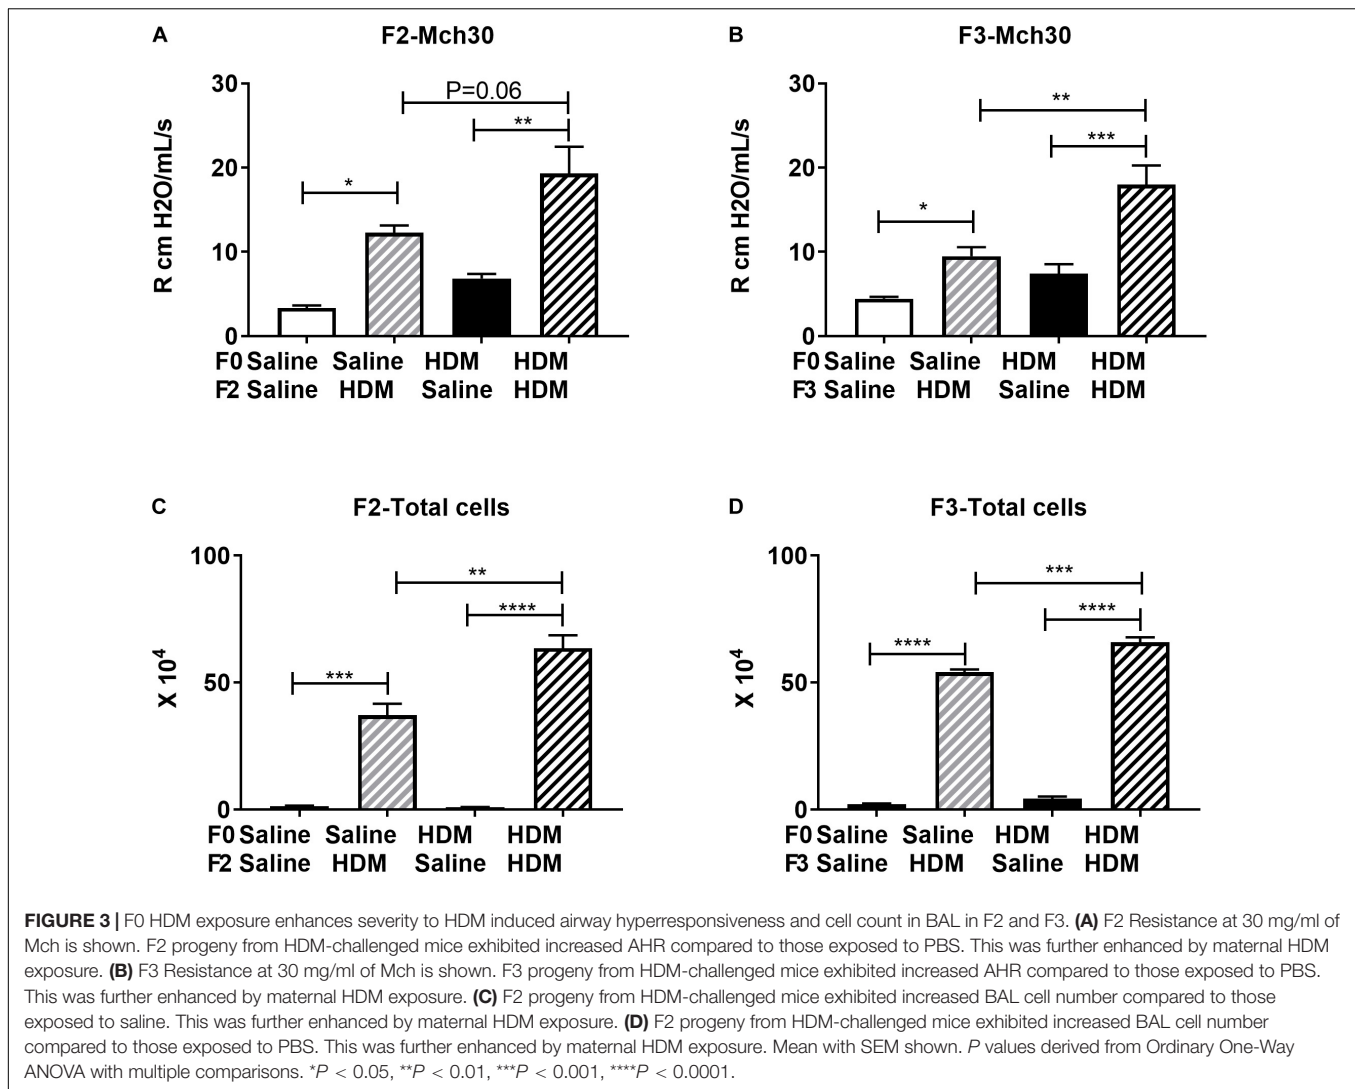 A F2-Mch30
R cm H2O/mL/s
30
20
10
0
P=0.06
**
*
F0 Saline Saline HDM HDM
F2 Saline HDM Saline HDM
B F3-Mch30
R cm H2O/mL/s
30
20
10
0
**
***
*
F0 Saline Saline HDM HDM
F3 Saline HDM Saline HDM
C F2-Total cells
X 10⁴
100
50
0
**
****
***
F0 Saline Saline HDM HDM
F2 Saline HDM Saline HDM
D F3-Total cells
X 10⁴
100
50
0
***
****
****
F0 Saline Saline HDM HDM
F3 Saline HDM Saline HDM
FIGURE 3 | F0 HDM exposure enhances severity to HDM induced airway hyperresponsiveness and cell count in BAL in F2 and F3. (A) F2 Resistance at 30 mg/ml of
Mch is shown. F2 progeny from HDM-challenged mice exhibited increased AHR compared to those exposed to PBS. This was further enhanced by maternal HDM
exposure. (B) F3 Resistance at 30 mg/ml of Mch is shown. F3 progeny from HDM-challenged mice exhibited increased AHR compared to those exposed to PBS.
This was further enhanced by maternal HDM exposure. (C) F2 progeny from HDM-challenged mice exhibited increased BAL cell number compared to those
exposed to saline. This was further enhanced by maternal HDM exposure. (D) F2 progeny from HDM-challenged mice exhibited increased BAL cell number
compared to those exposed to PBS. This was further enhanced by maternal HDM exposure. Mean with SEM shown. P values derived from Ordinary One-Way
ANOVA with multiple comparisons. *P < 0.05, **P < 0.01, ***P < 0.001, ****P < 0.0001.